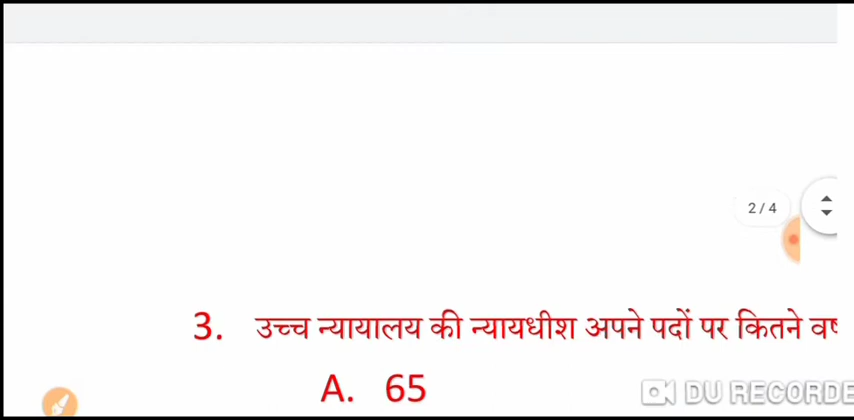 2 / 4
3. उच्च न्यायालय की न्यायधीश अपने पदों पर कितने
A. 65
DU RECORDE